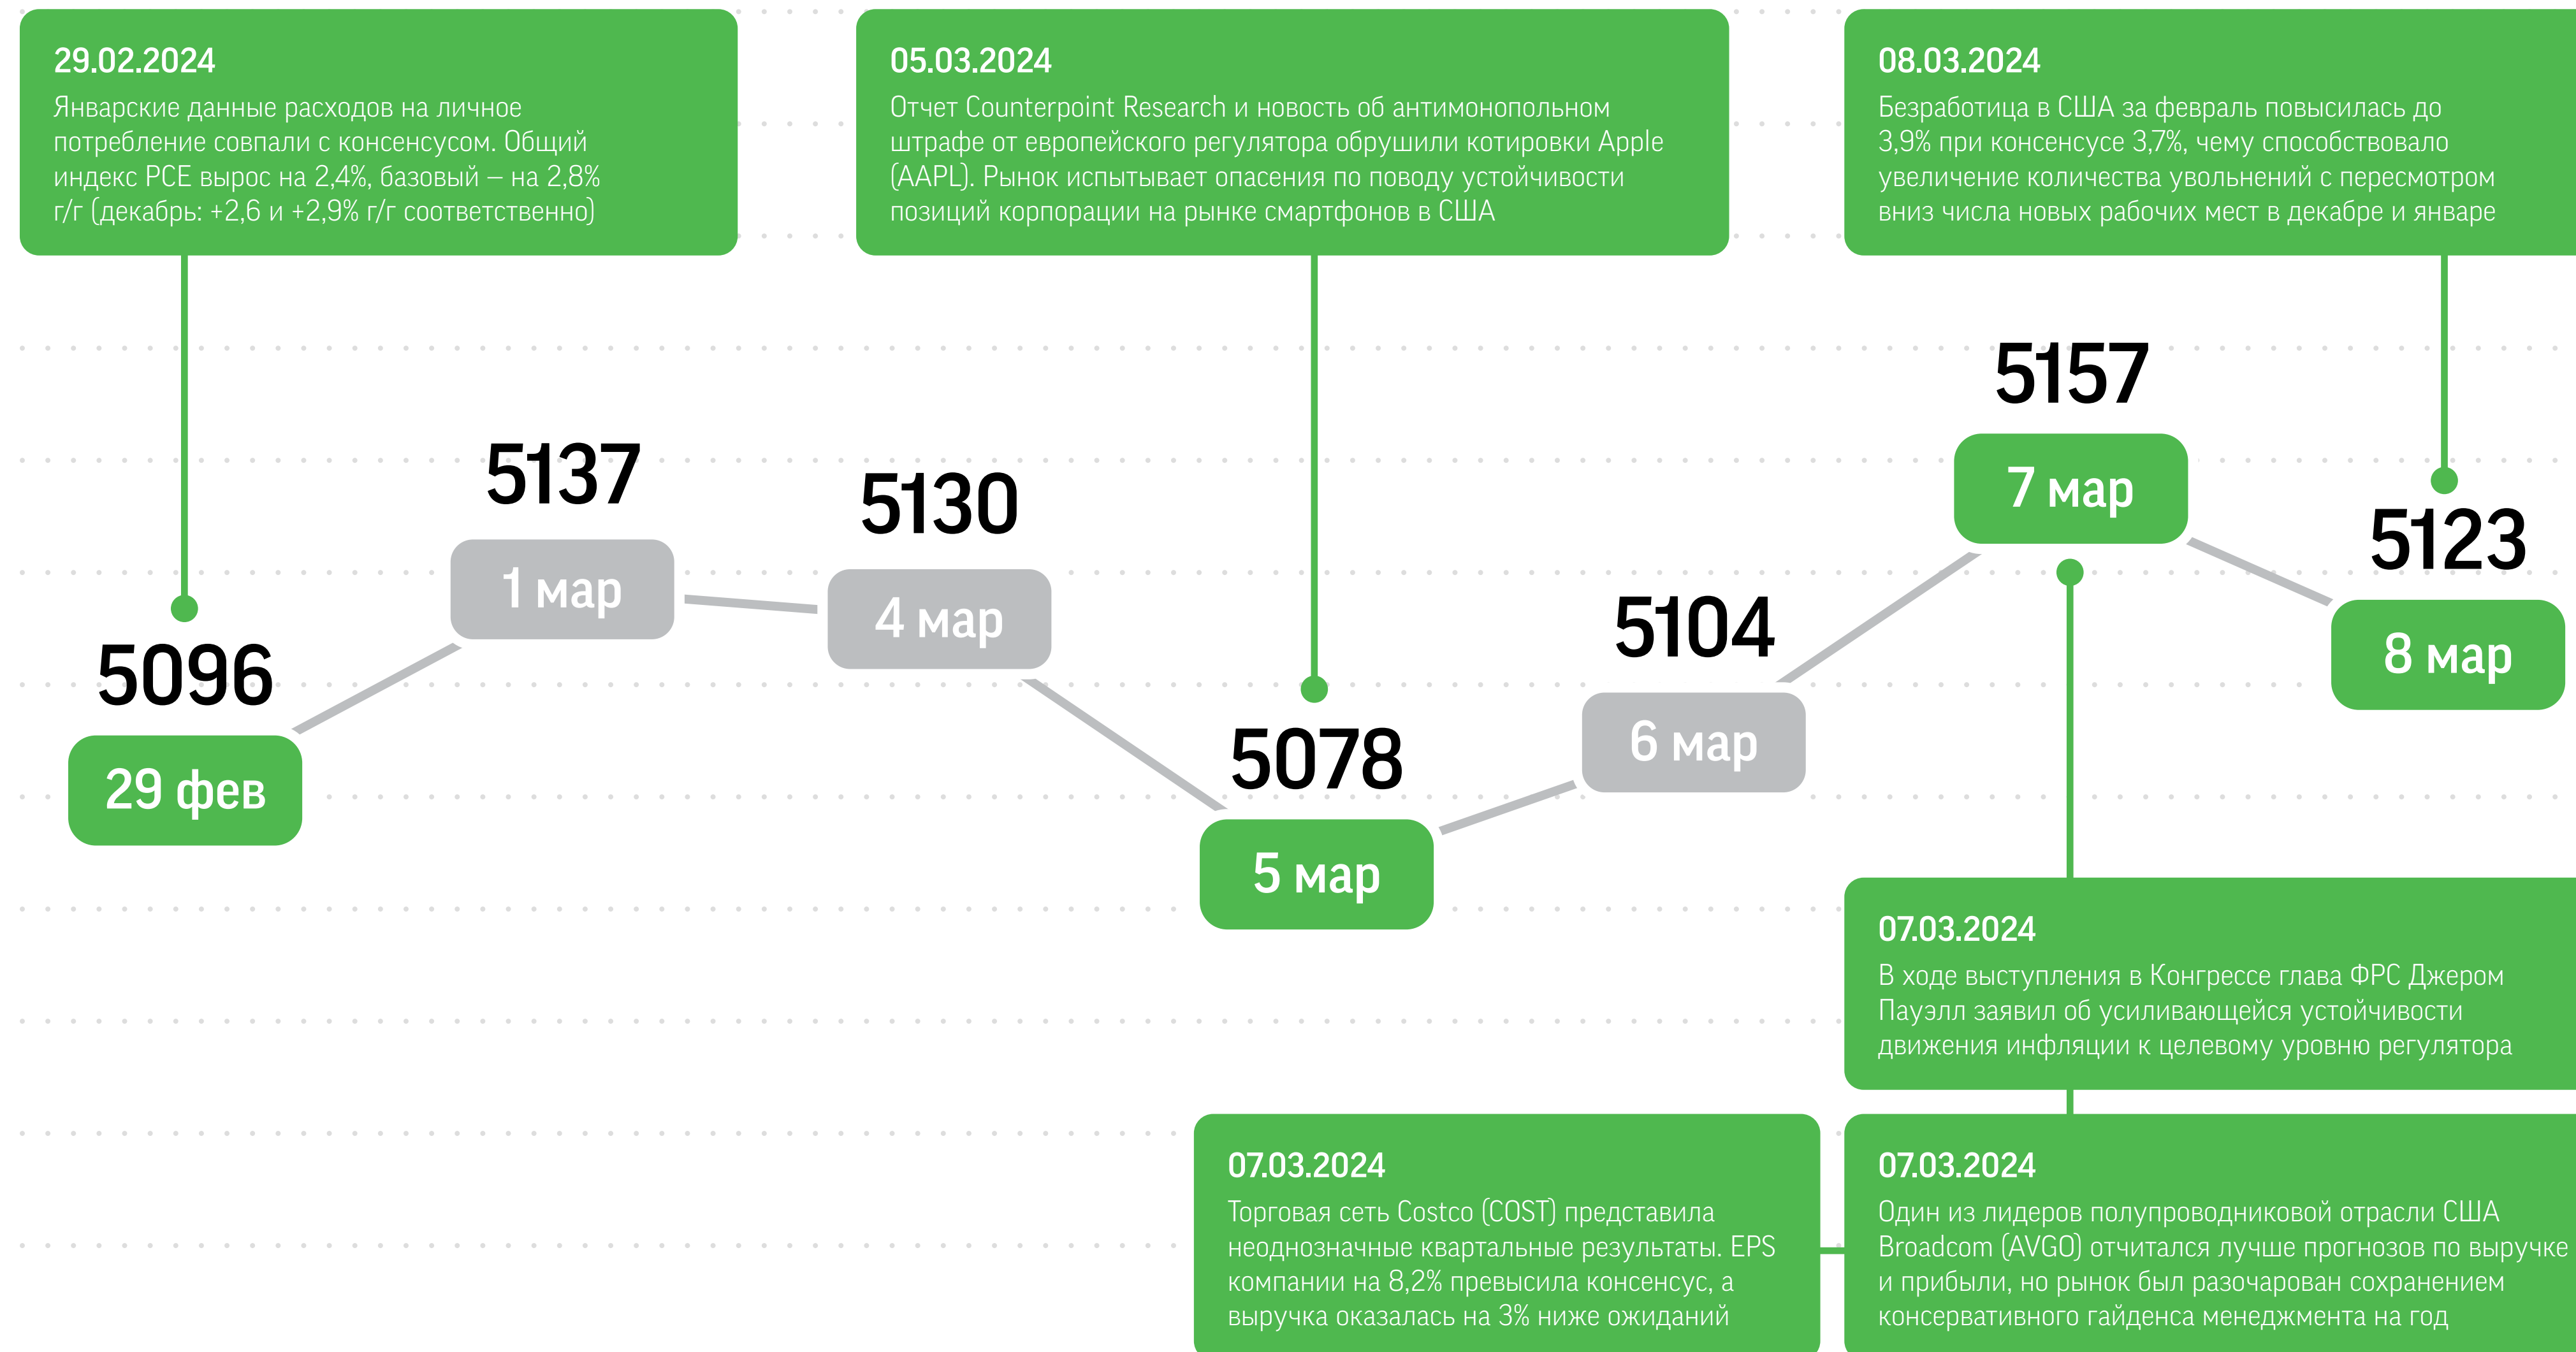 29.02.2024
Январские данные расходов на личное
потребление совпали с консенсусом. Общий
индекс PCE вырос на 2,4%, базовый – на 2,8%
г/г (декабрь: +2,6 и +2,9% г/г соответственно)
05.03.2024
Отчет Counterpoint Research и новость об антимонопольном
штрафе от европейского регулятора обрушили котировки Apple
(AAPL). Рынок испытывает опасения по поводу устойчивости
позиций корпорации на рынке смартфонов в США
08.03.2024
Безработица в США за февраль повысилась до
3,9% при консенсусе 3,7%, чему способствовало
увеличение количества увольнений с пересмотром
вниз числа новых рабочих мест в декабре и январе
5096
29 фев
5137
1 мар
5130
4 мар
5078
5 мар
5104
6 мар
5157
7 мар
5123
8 мар
07.03.2024
В ходе выступления в Конгрессе глава ФРС Джером
Пауэлл заявил об усиливающейся устойчивости
движения инфляции к целевому уровню регулятора
07.03.2024
Торговая сеть Costco (COST) представила
неоднозначные квартальные результаты. EPS
компании на 8,2% превысила консенсус, а
выручка оказалась на 3% ниже ожиданий
07.03.2024
Один из лидеров полупроводниковой отрасли США
Broadcom (AVGO) отчитался лучше прогнозов по выручке
и прибыли, но рынок был разочарован сохранением
консервативного гайденса менеджмента на год